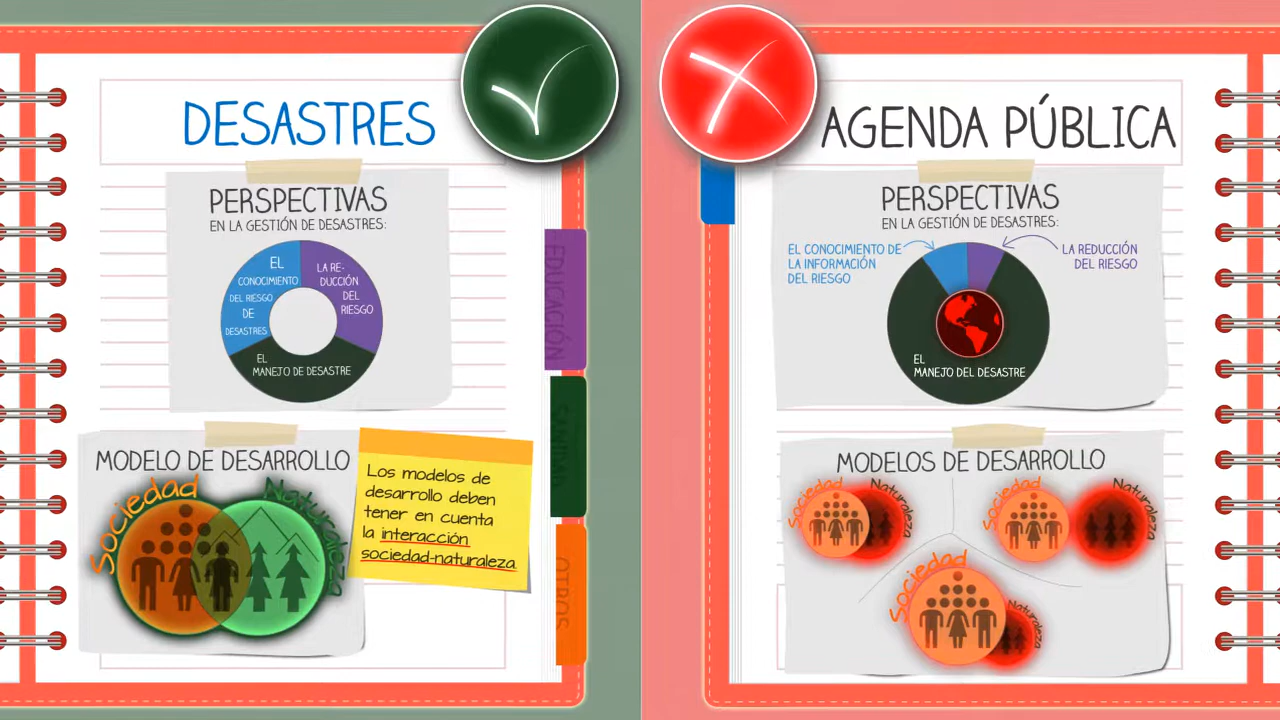 DESASTRES
PERSPECTIVAS
EN LA GESTIÓN DE DESASTRES:
EL
CONOCIMIENTO
DEL RIESGO
DE
DESASTRES
LA RE-
DUCCIÓN
DEL
RIESGO
EL
MANEJO DE DESASTRE
EDUCACIÓN
MODELO DE DESARROLLO
Sociedad
Naturaleza
Los modelos de
desarrollo deben
tener en cuenta
la interacción
sociedad-naturaleza.
SANIDAD
OTROS
AGENDA PÚBLICA
PERSPECTIVAS
EN LA GESTIÓN DE DESASTRES:
EL CONOCIMIENTO DE
LA INFORMACIÓN
DEL RIESGO
LA REDUCCIÓN
DEL RIESGO
EL
MANEJO DEL DESASTRE
MODELOS DE DESARROLLO
Sociedad
Naturaleza
Sociedad
Naturaleza
Sociedad
Naturaleza